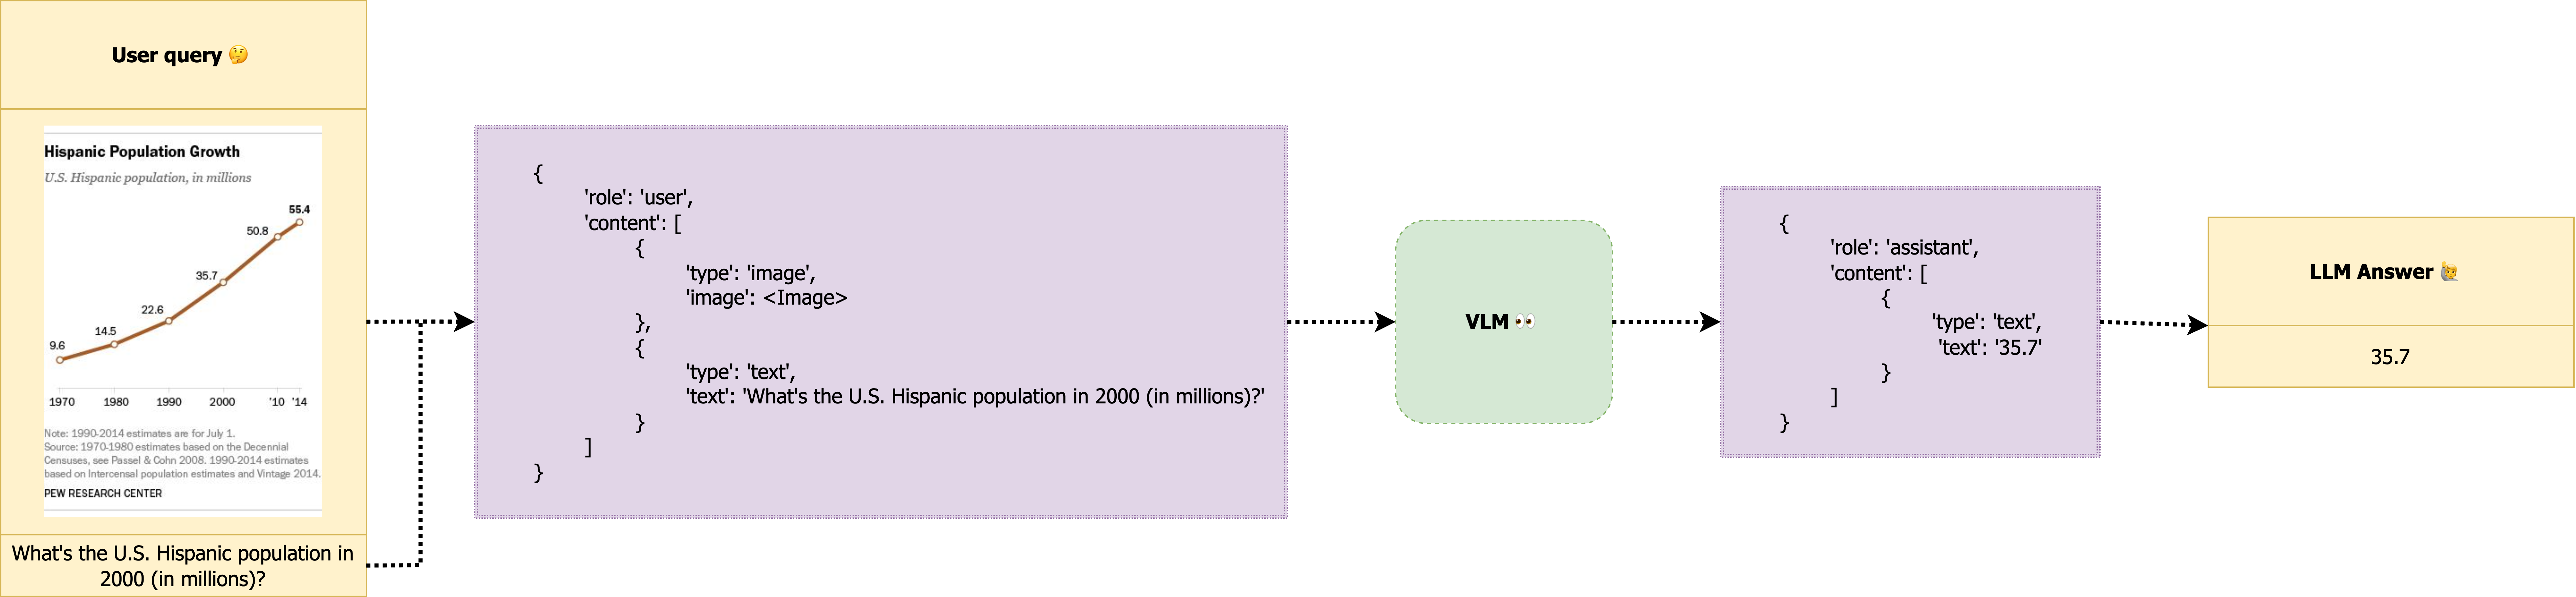 User query 🤔
Hispanic Population Growth
U.S. Hispanic population, in millions
55.4
50.8
35.7
22.6
14.5
9.6
1970 1980 1990 2000 '10 '14
Note: 1990-2014 estimates are for July 1.
Source: 1970-1980 estimates based on the Decennial
Censuses, see Passel & Cohn 2008. 1990-2014 estimates
based on Intercensal population estimates and Vintage 2014.
PEW RESEARCH CENTER
What's the U.S. Hispanic population in
2000 (in millions)?
{
'role': 'user',
'content': [
{
'type': 'image',
'image': <Image>
},
{
'type': 'text',
'text': 'What's the U.S. Hispanic population in 2000 (in millions)?'
}
]
}
VLM 👀
{
'role': 'assistant',
'content': [
{
'type': 'text',
'text': '35.7'
}
]
}
LLM Answer 🙋
35.7